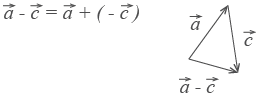 a⃗ - c⃗ = a⃗ + ( - c⃗ )
a⃗
c⃗
a⃗ - c⃗